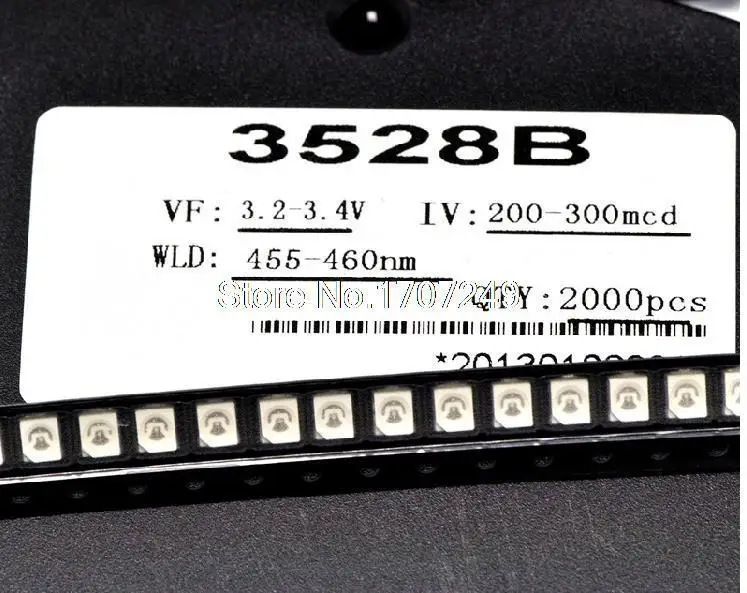 3528B
VF: 3.2-3.4V IV: 200-300mcd
WLD: 455-460nm
Store No.1707249
QTY: 2000pcs